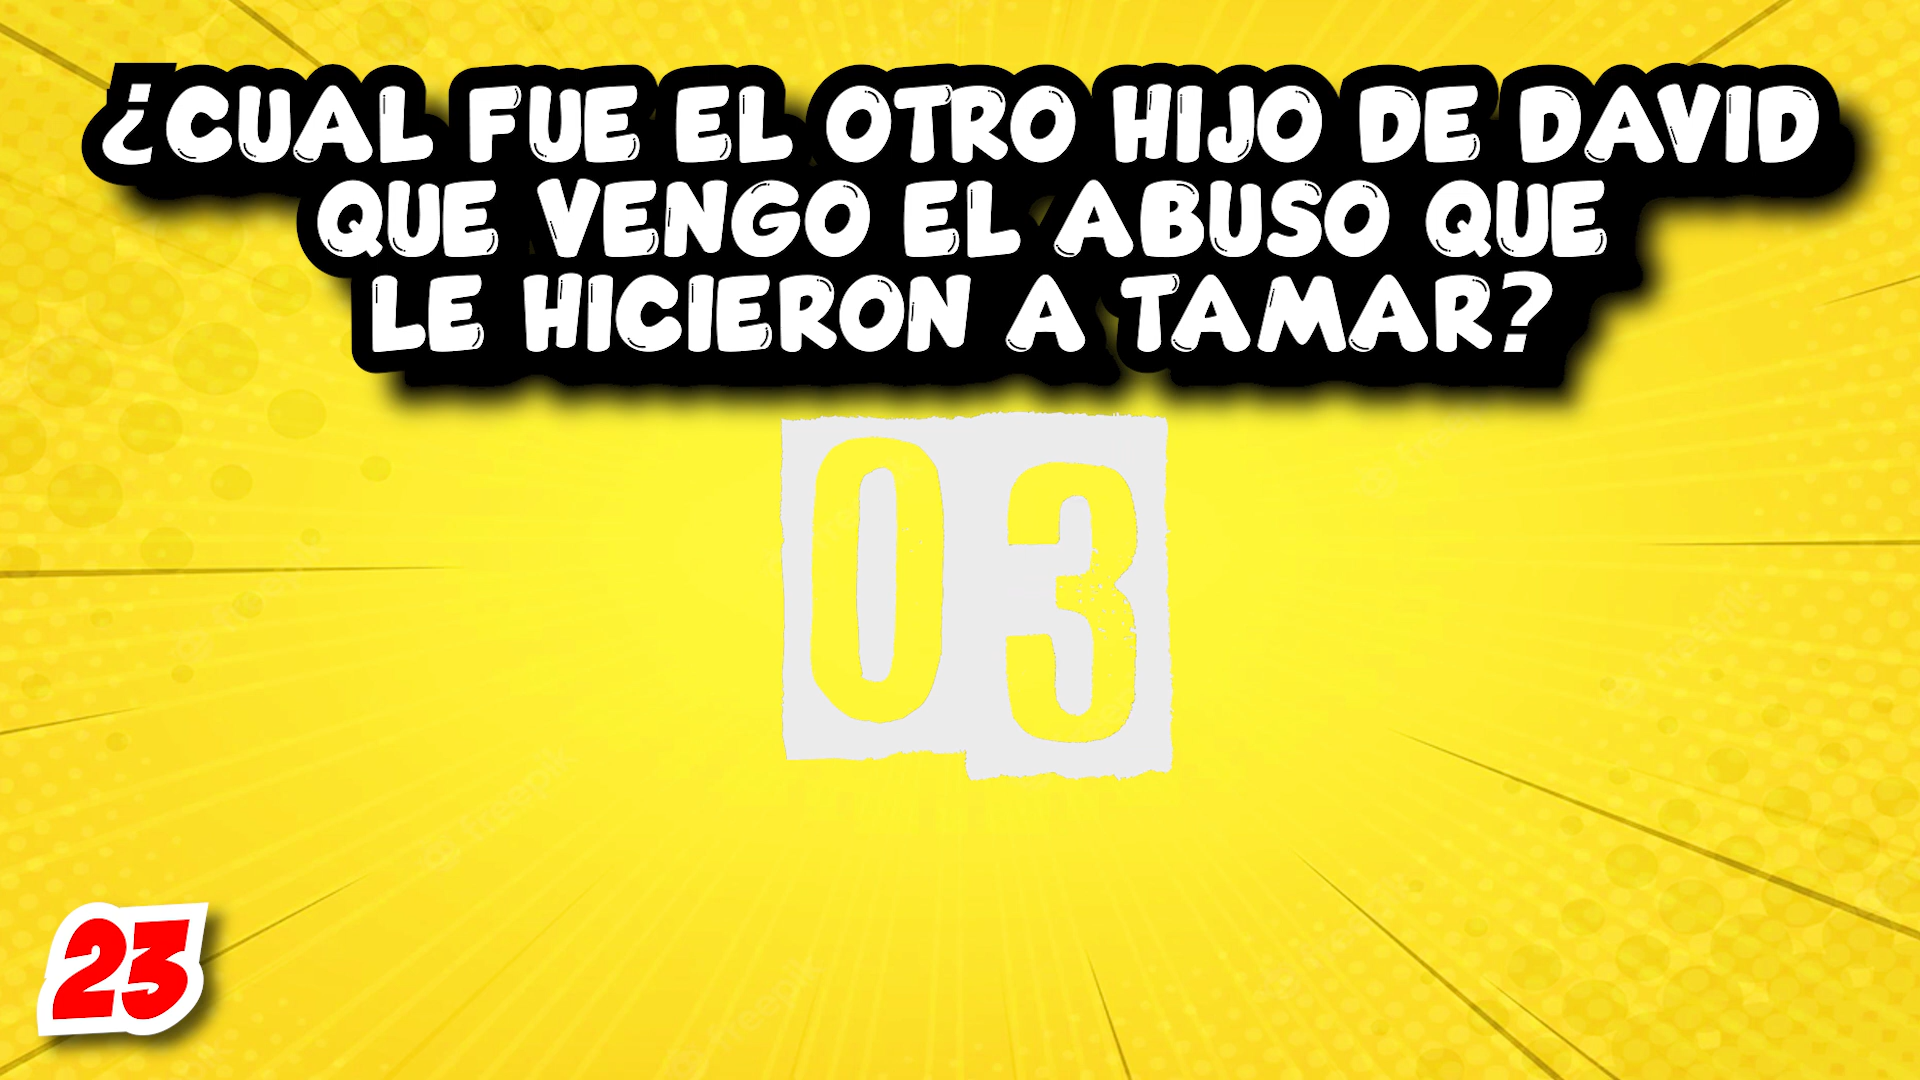 ¿CUAL FUE EL OTRO HIJO DE DAVID
QUE VENGO EL ABUSO QUE
LE HICIERON A TAMAR?
03
23